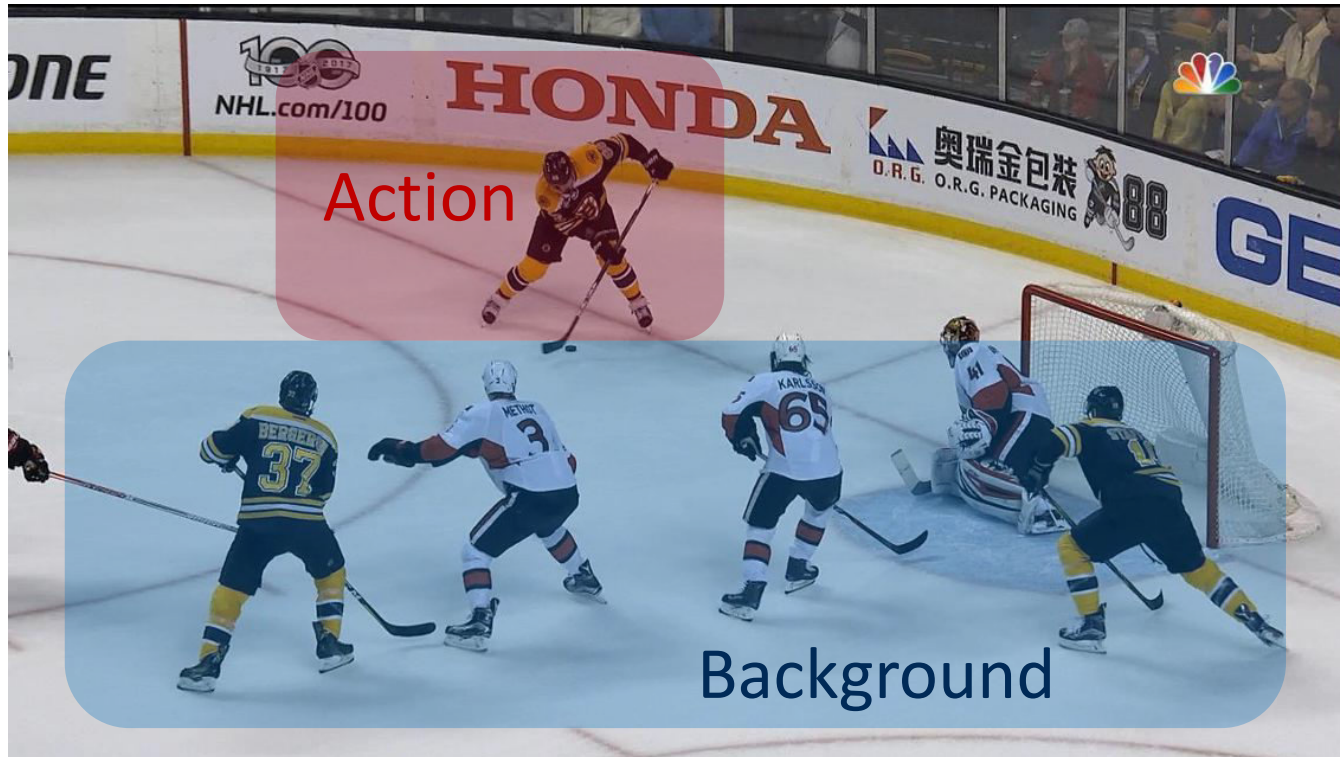 ONE
100
1917 2017
NHL.com/100
HONDA
O.R.G.
奥瑞金包装
O.R.G. PACKAGING
88
GE
Action
41
65
KARLSSON
65
METHOT
3
BERGERON
37
Background